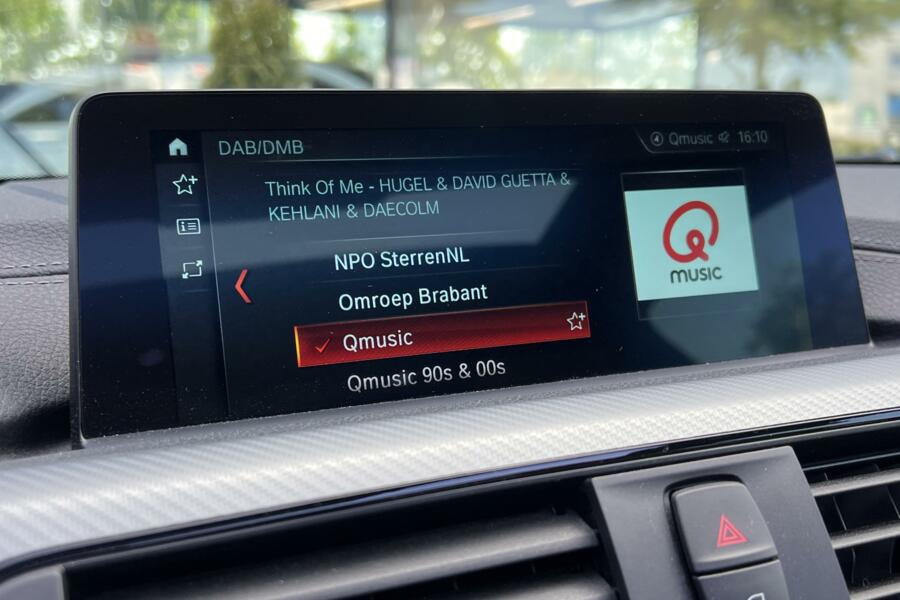 DAB/DMB
Qmusic 16:10
Think Of Me - HUGEL & DAVID GUETTA &
KEHLANI & DAECOLM
NPO SterrenNL
Omroep Brabant
Qmusic
Qmusic 90s & 00s
Q
music